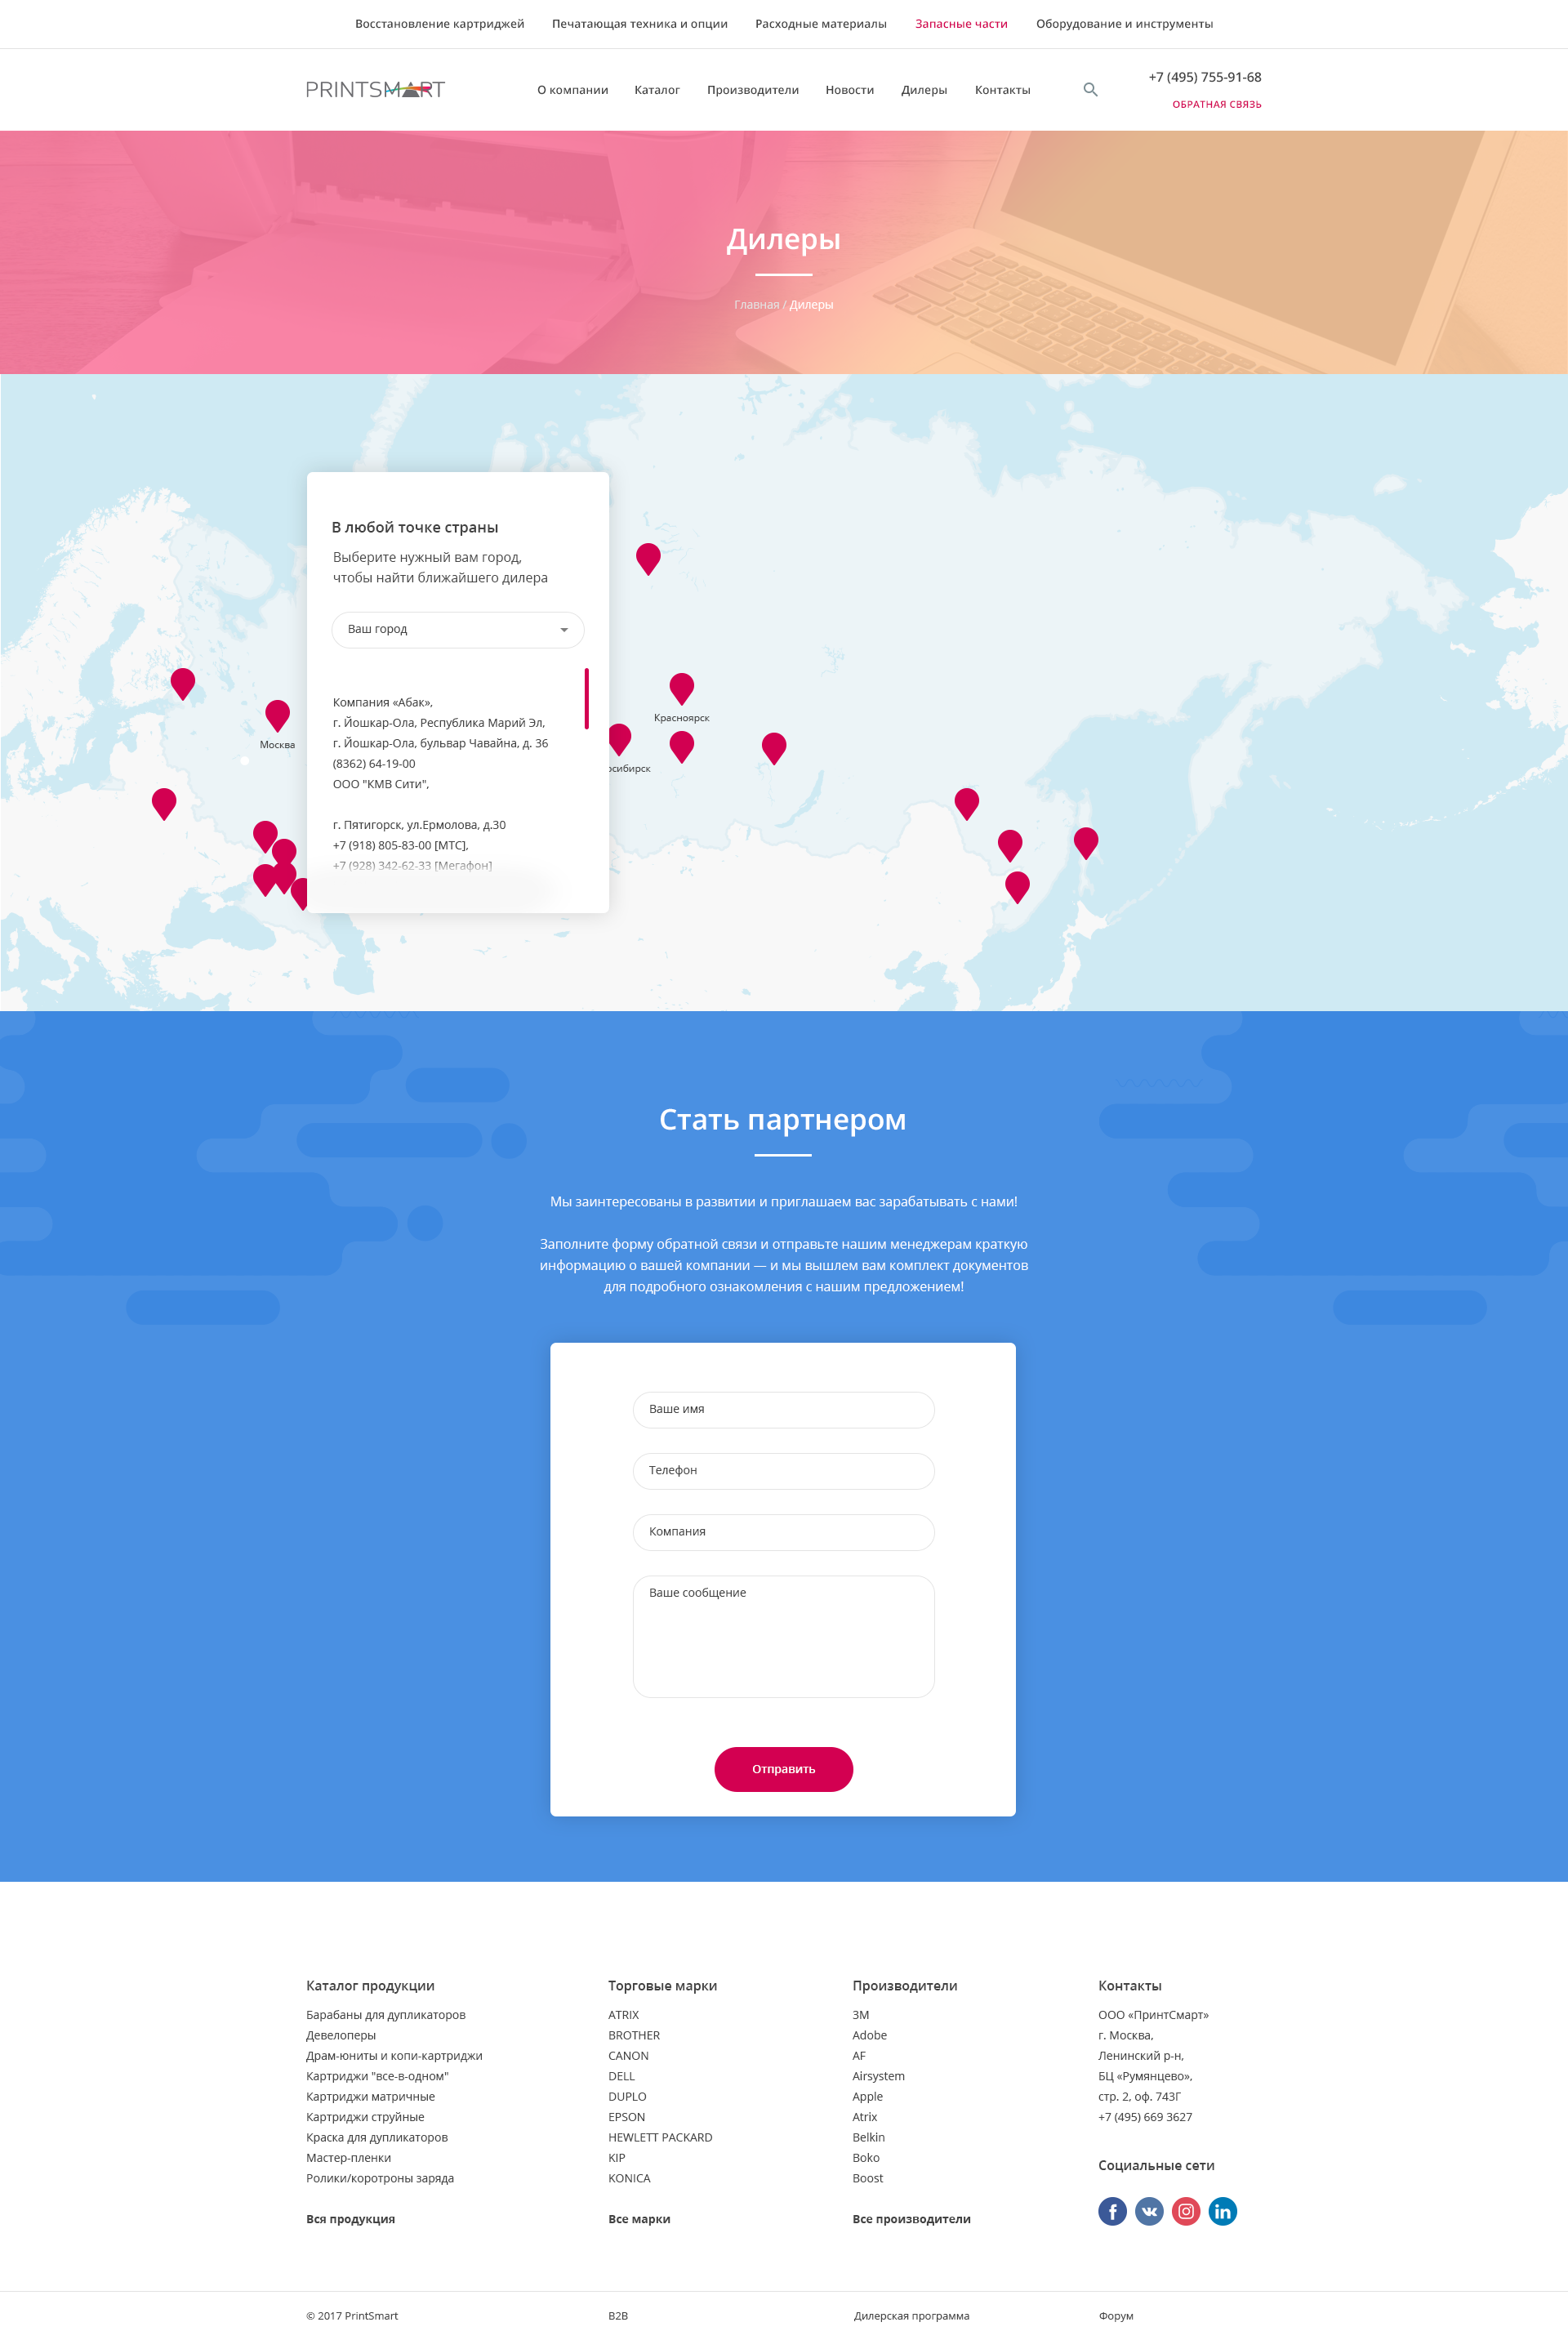 Восстановление картриджей Печатающая техника и опции Расходные материалы Запасные части Оборудование и инструменты
PRINTSMART
О компании Каталог Производители Новости Дилеры Контакты
+7 (495) 755-91-68
ОБРАТНАЯ СВЯЗЬ
Дилеры
Главная / Дилеры
В любой точке страны
Выберите нужный вам город,
чтобы найти ближайшего дилера
Ваш город
Компания «Абак»,
г. Йошкар-Ола, Республика Марий Эл,
г. Йошкар-Ола, бульвар Чавайна, д. 36
(8362) 64-19-00
ООО "КМВ Сити",
г. Пятигорск, ул.Ермолова, д.30
+7 (918) 805-83-00 [МТС],
+7 (928) 342-62-33 [Мегафон]
Москва
Красноярск
осибирск
Стать партнером
Мы заинтересованы в развитии и приглашаем вас зарабатывать с нами!
Заполните форму обратной связи и отправьте нашим менеджерам краткую
информацию о вашей компании — и мы вышлем вам комплект документов
для подробного ознакомления с нашим предложением!
Ваше имя
Телефон
Компания
Ваше сообщение
Отправить
Каталог продукции
Барабаны для дупликаторов
Девелоперы
Драм-юниты и копи-картриджи
Картриджи "все-в-одном"
Картриджи матричные
Картриджи струйные
Краска для дупликаторов
Мастер-пленки
Ролики/коротроны заряда
Вся продукция
Торговые марки
ATRIX
BROTHER
CANON
DELL
DUPLO
EPSON
HEWLETT PACKARD
KIP
KONICA
Все марки
Производители
3M
Adobe
AF
Airsystem
Apple
Atrix
Belkin
Boko
Boost
Все производители
Контакты
ООО «ПринтСмарт»
г. Москва,
Ленинский р-н,
БЦ «Румянцево»,
стр. 2, оф. 743Г
+7 (495) 669 3627
Социальные сети
© 2017 PrintSmart B2B Дилерская программа Форум